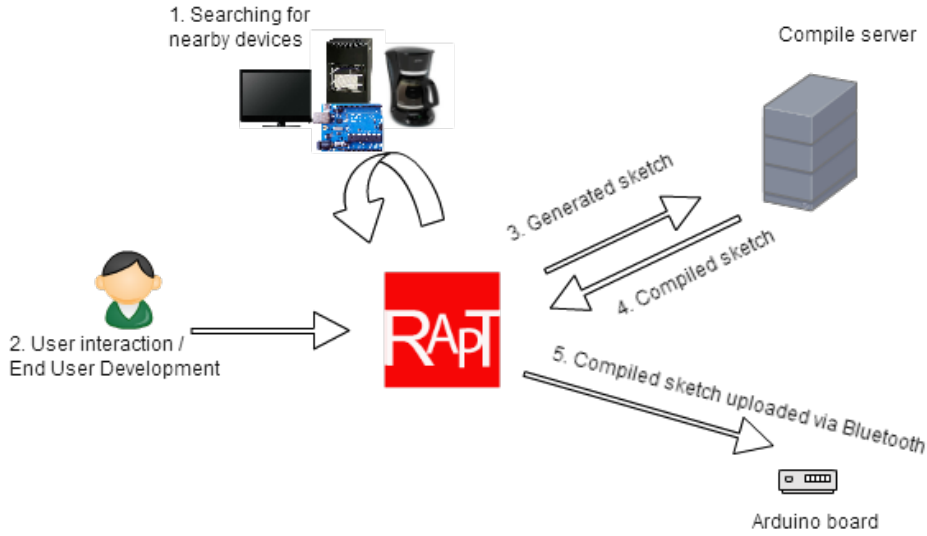 1. Searching for
nearby devices
Compile server
3. Generated sketch
4. Compiled sketch
2. User interaction /
End User Development
RAPT
5. Compiled sketch uploaded via Bluetooth
Arduino board